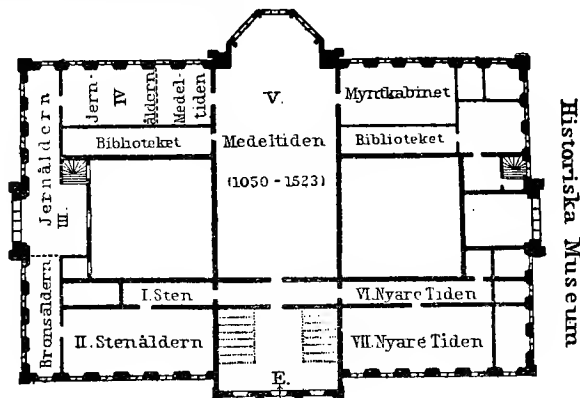 Jernåldern
III.
Bronsåldern
Jern-
IV
åldern
Medel-
tiden
Biblioteket
V.
Medeltiden
(1050-1523)
Myntkabinet
Biblioteket
I. Sten
II. Stenåldern
VI. Nyare Tiden
VII. Nyare Tiden
E.
Historiska Museum